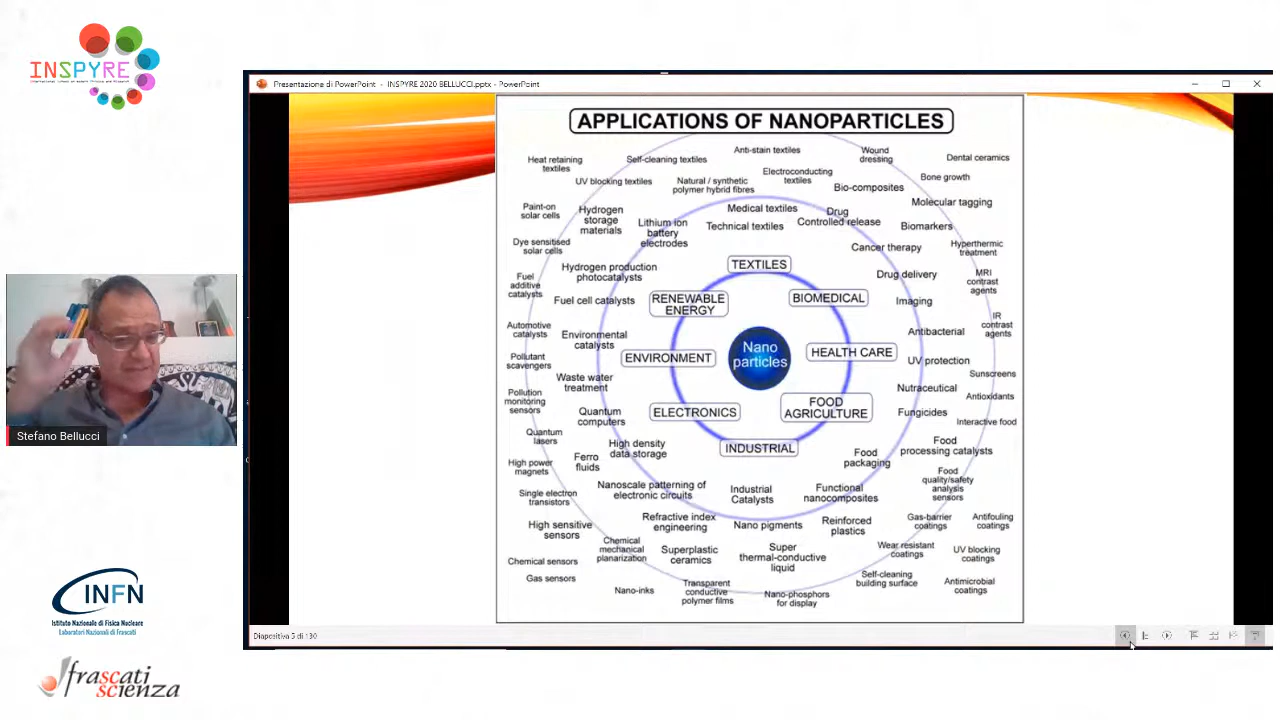 INSPYRE
Presentazione di PowerPoint - INSPYRE 2020 BELLUCCI.pptx - PowerPoint
APPLICATIONS OF NANOPARTICLES
Heat retaining
textiles
Self-cleaning textiles
Anti-stain textiles
Wound
dressing
Dental ceramics
UV blocking textiles
Natural / synthetic
polymer hybrid fibres
Electroconducting
textiles
Bio-composites
Bone growth
Molecular tagging
Paint-on
solar cells
Hydrogen
storage
materials
Lithium ion
battery
electrodes
Medical textiles
Technical textiles
Drug
Controlled release
Biomarkers
Dye sensitised
solar cells
Cancer therapy
Hyperthermic
treatment
Fuel
additive
catalysts
Hydrogen production
photocatalysts
TEXTILES
Drug delivery
MRI
contrast
agents
Fuel cell catalysts
RENEWABLE
ENERGY
BIOMEDICAL
Imaging
Automotive
catalysts
Environmental
catalysts
Antibacterial
IR
contrast
agents
Pollutant
scavengers
ENVIRONMENT
Nano
particles
HEALTH CARE
UV protection
Sunscreens
Waste water
treatment
Nutraceutical
Antioxidants
Pollution
monitoring
sensors
Quantum
computers
ELECTRONICS
FOOD
AGRICULTURE
Fungicides
Interactive food
Stefano Bellucci
Quantum
lasers
High density
data storage
INDUSTRIAL
Food
processing catalysts
High power
magnets
Ferro
fluids
Food
packaging
Food
quality/safety
analysis
sensors
Single electron
transistors
Nanoscale patterning of
electronic circuits
Industrial
Catalysts
Functional
nanocomposites
High sensitive
sensors
Refractive index
engineering
Nano pigments
Reinforced
plastics
Gas-barrier
coatings
Antifouling
coatings
Chemical sensors
Chemical
mechanical
planarization
Superplastic
ceramics
Super
thermal-conductive
liquid
Wear resistant
coatings
UV blocking
coatings
Gas sensors
Nano-inks
Transparent
conductive
polymer films
Nano-phosphors
for display
Self-cleaning
building surface
Antimicrobial
coatings
Diapositiva 5 di 130
INFN
Istituto Nazionale di Fisica Nucleare
Laboratori Nazionali di Frascati
frascati
scienza